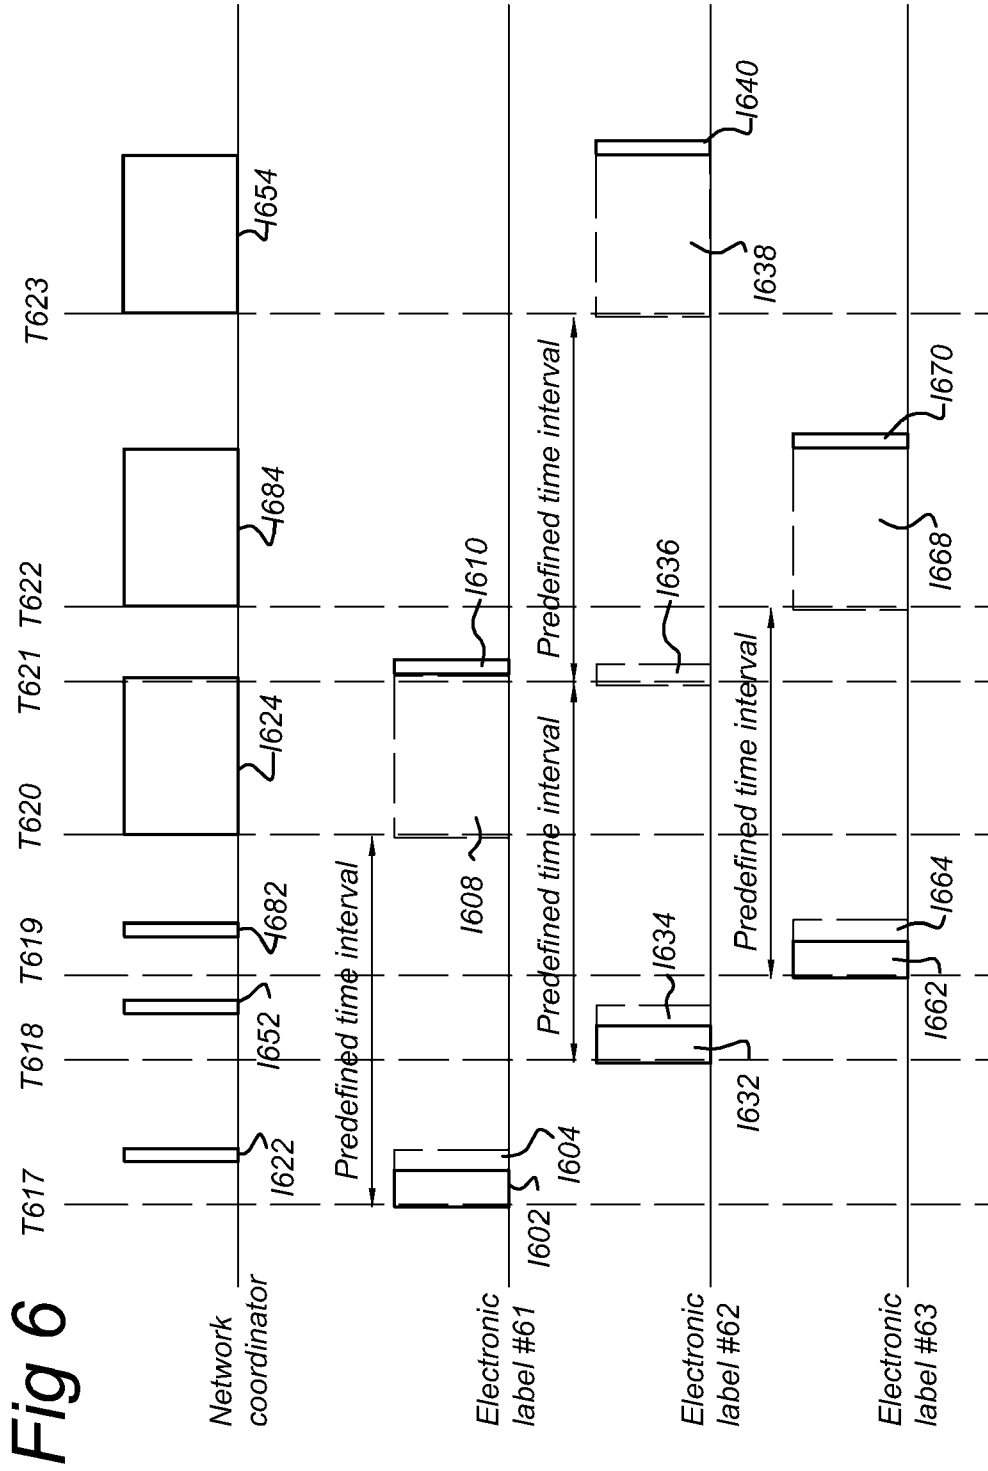 Fig 6
T617
T618
T619
T620
T621
T622
T623
Network
coordinator
I622
I652
I682
I624
I684
I654
Predefined time interval
Electronic
label #61
I602
I604
I608
I610
Predefined time interval
Predefined time interval
Electronic
label #62
I632
I634
I636
I638
I640
Predefined time interval
Electronic
label #63
I662
I664
I668
I670